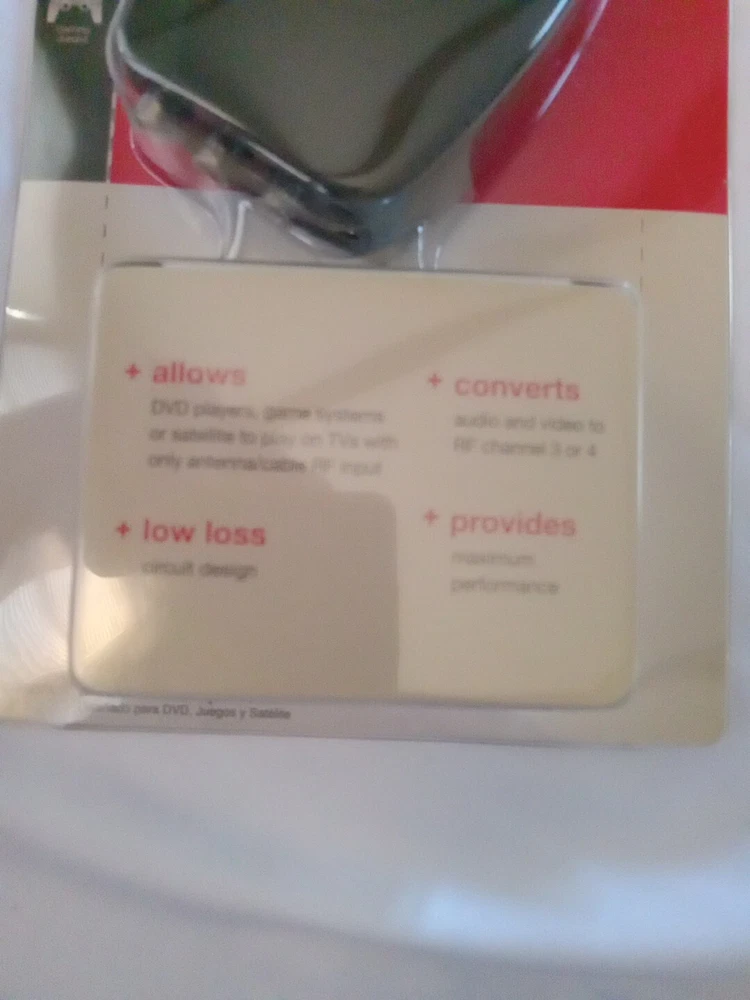 + allows
DVD players, game systems
or satellite to play on TVs with
only antenna/cable RF input
+ converts
audio and video to
RF channel 3 or 4
+ low loss
circuit design
+ provides
maximum
performance
para DVD, Juegos y Satélite